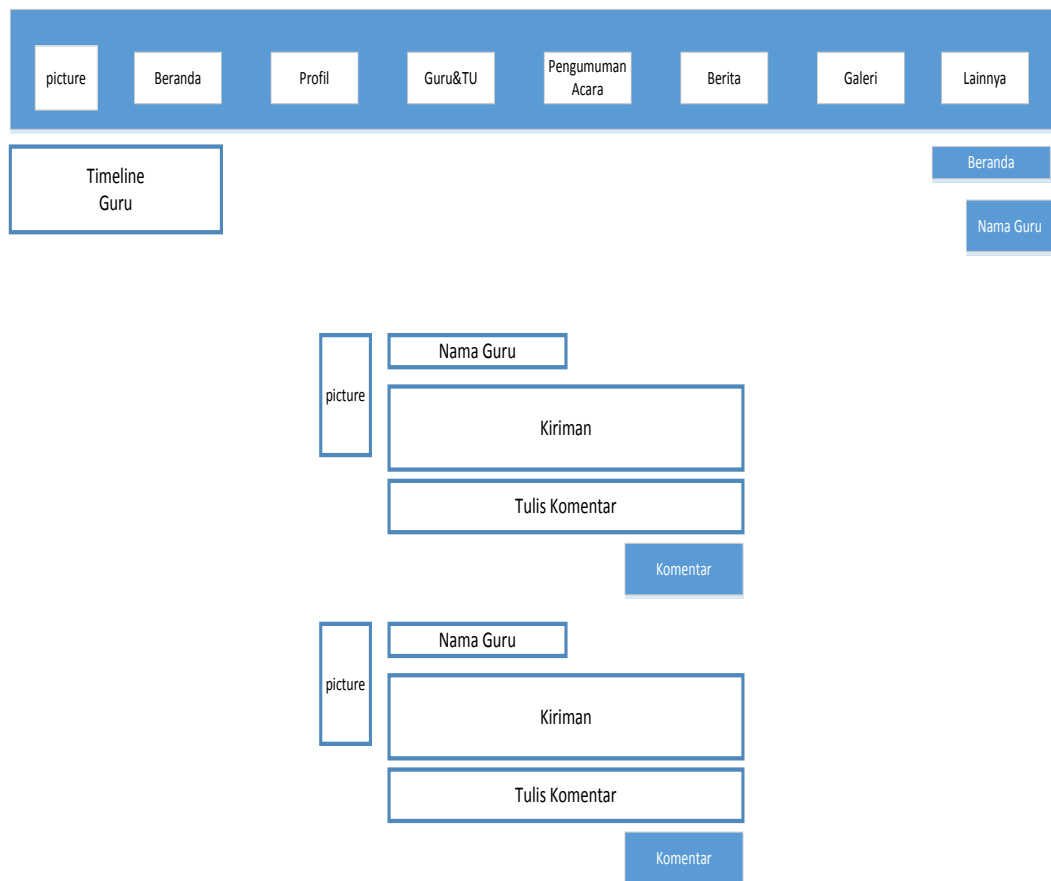 picture
Beranda
Profil
Guru&TU
Pengumuman
Acara
Berita
Galeri
Lainnya
Timeline
Guru
Beranda
Nama Guru
picture
Nama Guru
Kiriman
Tulis Komentar
Komentar
picture
Nama Guru
Kiriman
Tulis Komentar
Komentar